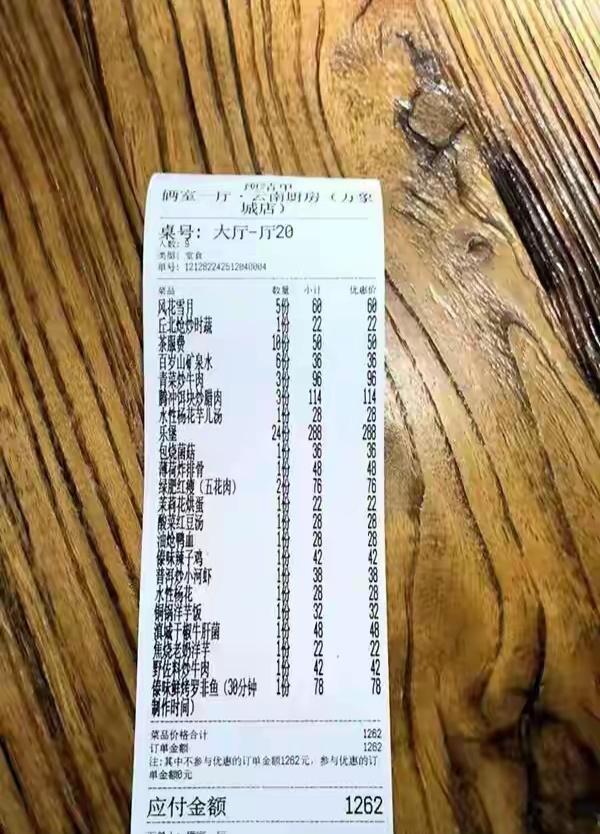 预结单
俩室一厅·云南厨房（万象
城店）
桌号: 大厅-厅20
人数: 9
类型: 堂食
单号: 121282242512040004
菜品 数量 小计 优惠价
风花雪月 5份 60 60
丘北炝炒时蔬 1份 22 22
茶服费 10份 50 50
百岁山矿泉水 6份 36 36
青菜炒牛肉 3份 96 96
腾冲饵块炒腊肉 3份 114 114
水性杨花芋儿汤 1份 28 28
乐堡 24份 288 288
包烧菌菇 1份 36 36
薄荷炸排骨 1份 48 48
绿肥红瘦（五花肉） 2份 76 76
茉莉花烘蛋 1份 22 22
酸菜红豆汤 1份 28 28
油炝鸭血 1份 28 28
傣味辣子鸡 1份 42 42
普洱炒小河虾 1份 38 38
水性杨花 1份 28 28
铜锅洋芋饭 1份 32 32
滇域干椒牛肝菌 1份 48 48
焦烧老奶洋芋 1份 22 22
野佐料炒牛肉 1份 42 42
傣味鲜烤罗非鱼（30分钟 1份 78 78
制作时间）
菜品价格合计 1262
订单金额 1262
注:其中不参与优惠的订单金额1262元，参与优惠的订
单金额0元
应付金额 1262